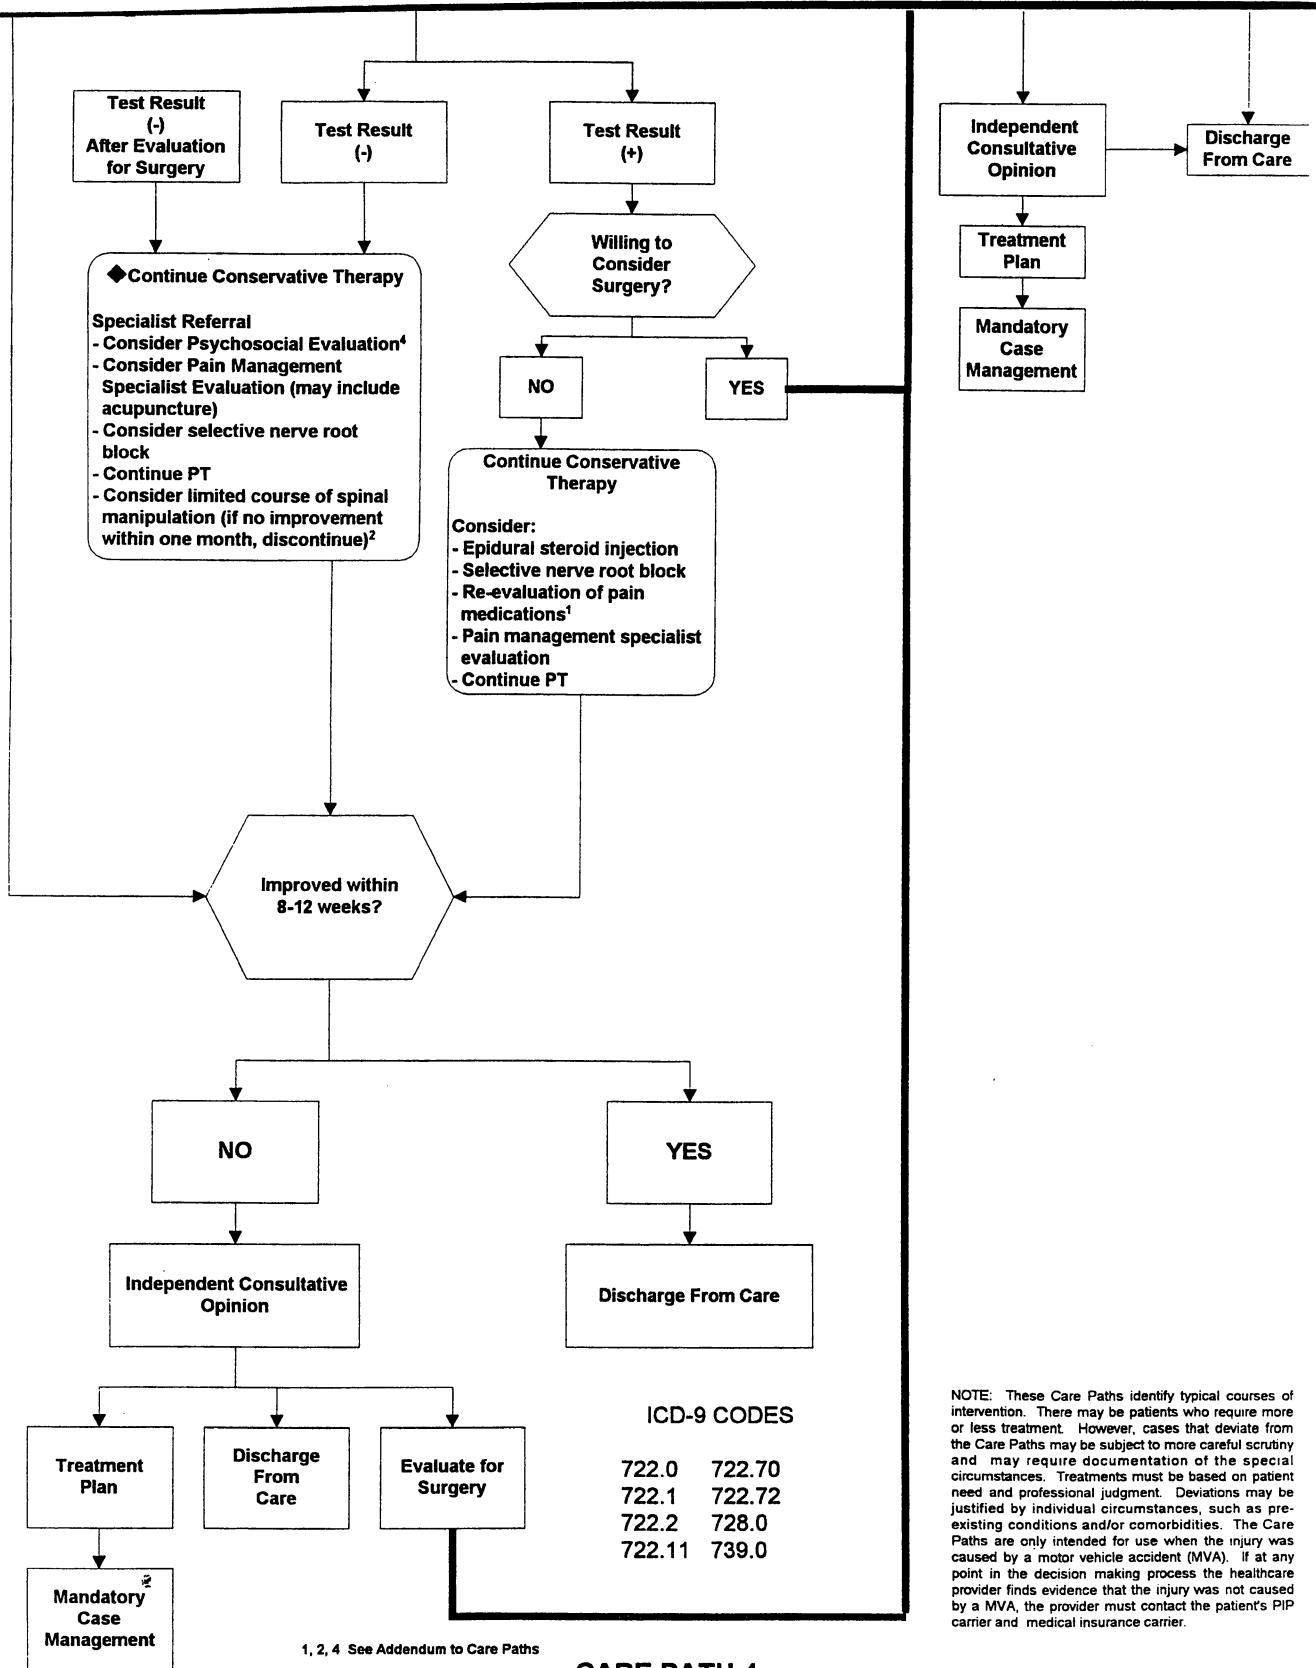 Test Result
(-)
After Evaluation
for Surgery
Test Result
(-)
Test Result
(+)
Independent
Consultative
Opinion
Discharge
From Care
Willing to
Consider
Surgery?
Treatment
Plan
◆Continue Conservative Therapy
Specialist Referral
- Consider Psychosocial Evaluation⁴
- Consider Pain Management
Specialist Evaluation (may include
acupuncture)
- Consider selective nerve root
block
- Continue PT
- Consider limited course of spinal
manipulation (if no improvement
within one month, discontinue)²
Mandatory
Case
Management
NO
YES
Continue Conservative
Therapy
Consider:
- Epidural steroid injection
- Selective nerve root block
- Re-evaluation of pain
medications¹
- Pain management specialist
evaluation
- Continue PT
Improved within
8-12 weeks?
NO
YES
Independent Consultative
Opinion
Discharge From Care
Treatment
Plan
Discharge
From
Care
Evaluate for
Surgery
Mandatory
Case
Management
ICD-9 CODES
722.0 722.70
722.1 722.72
722.2 728.0
722.11 739.0
NOTE: These Care Paths identify typical courses of
intervention. There may be patients who require more
or less treatment. However, cases that deviate from
the Care Paths may be subject to more careful scrutiny
and may require documentation of the special
circumstances. Treatments must be based on patient
need and professional judgment. Deviations may be
justified by individual circumstances, such as pre-
existing conditions and/or comorbidities. The Care
Paths are only intended for use when the injury was
caused by a motor vehicle accident (MVA). If at any
point in the decision making process the healthcare
provider finds evidence that the injury was not caused
by a MVA, the provider must contact the patient's PIP
carrier and medical insurance carrier.
1, 2, 4 See Addendum to Care Paths
CARE PATH 4